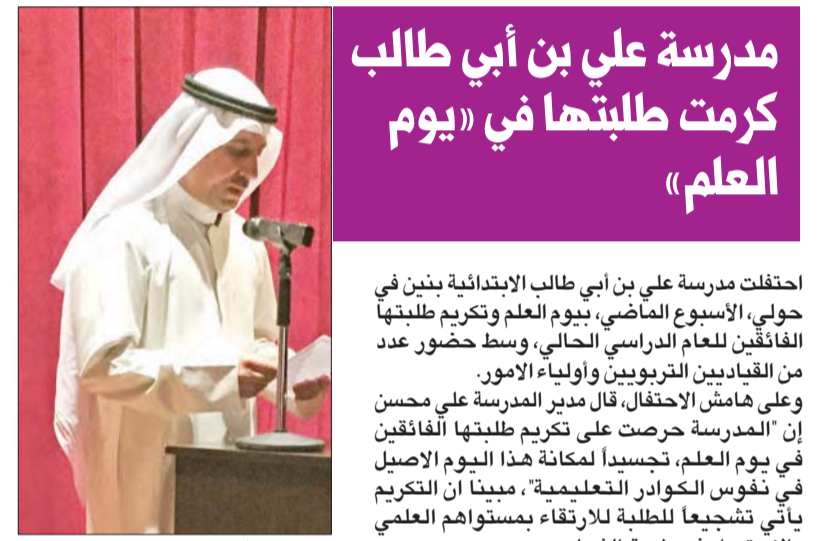 مدرسة علي بن أبي طالب
كرمت طلبتها في «يوم
العلم»
احتفلت مدرسة علي بن أبي طالب الابتدائية بنين في
حولي، الأسبوع الماضي، بيوم العلم وتكريم طلبتها
الفائقين للعام الدراسي الحالي، وسط حضور عدد
من القياديين التربويين وأولياء الامور.
وعلى هامش الاحتفال، قال مدير المدرسة علي محسن
إن "المدرسة حرصت على تكريم طلبتها الفائقين
في يوم العلم، تجسيداً لمكانة هذا اليوم الاصيل
في نفوس الكوادر التعليمية"، مبينا ان التكريم
يأتي تشجيعاً للطلبة للارتقاء بمستواهم العلمي